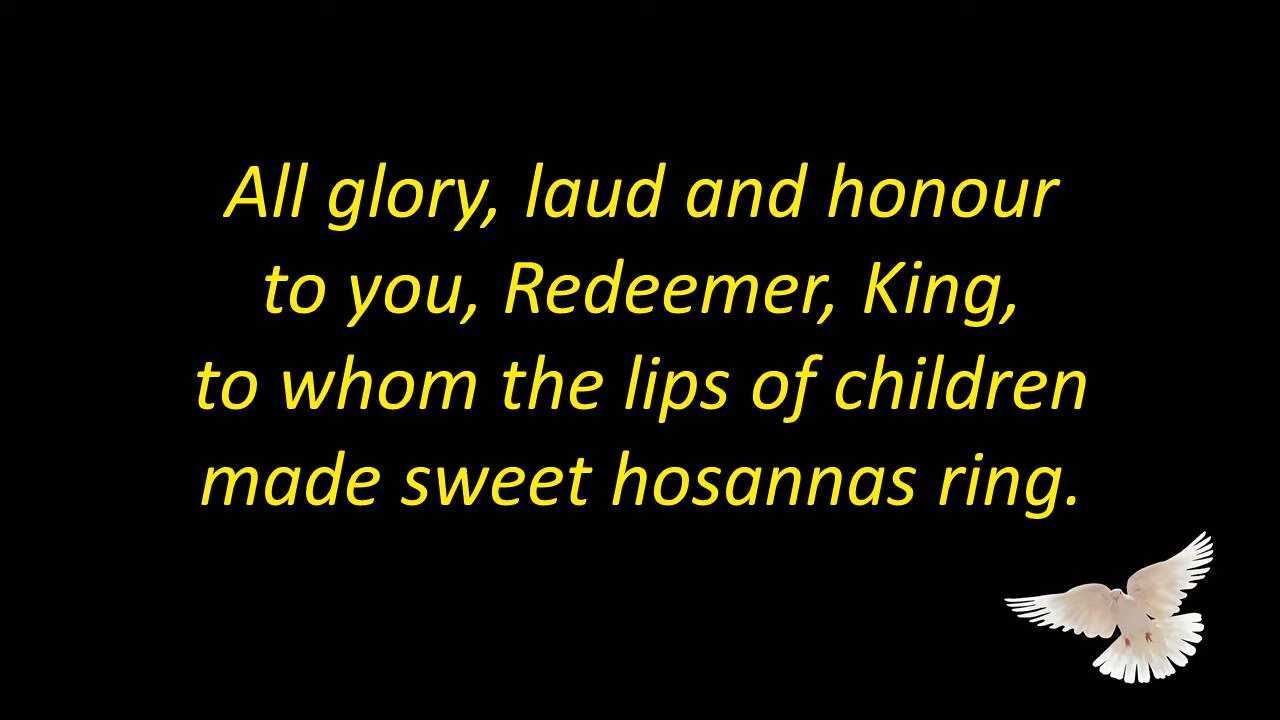 All glory, laud and honour
to you, Redeemer, King,
to whom the lips of children
made sweet hosannas ring.